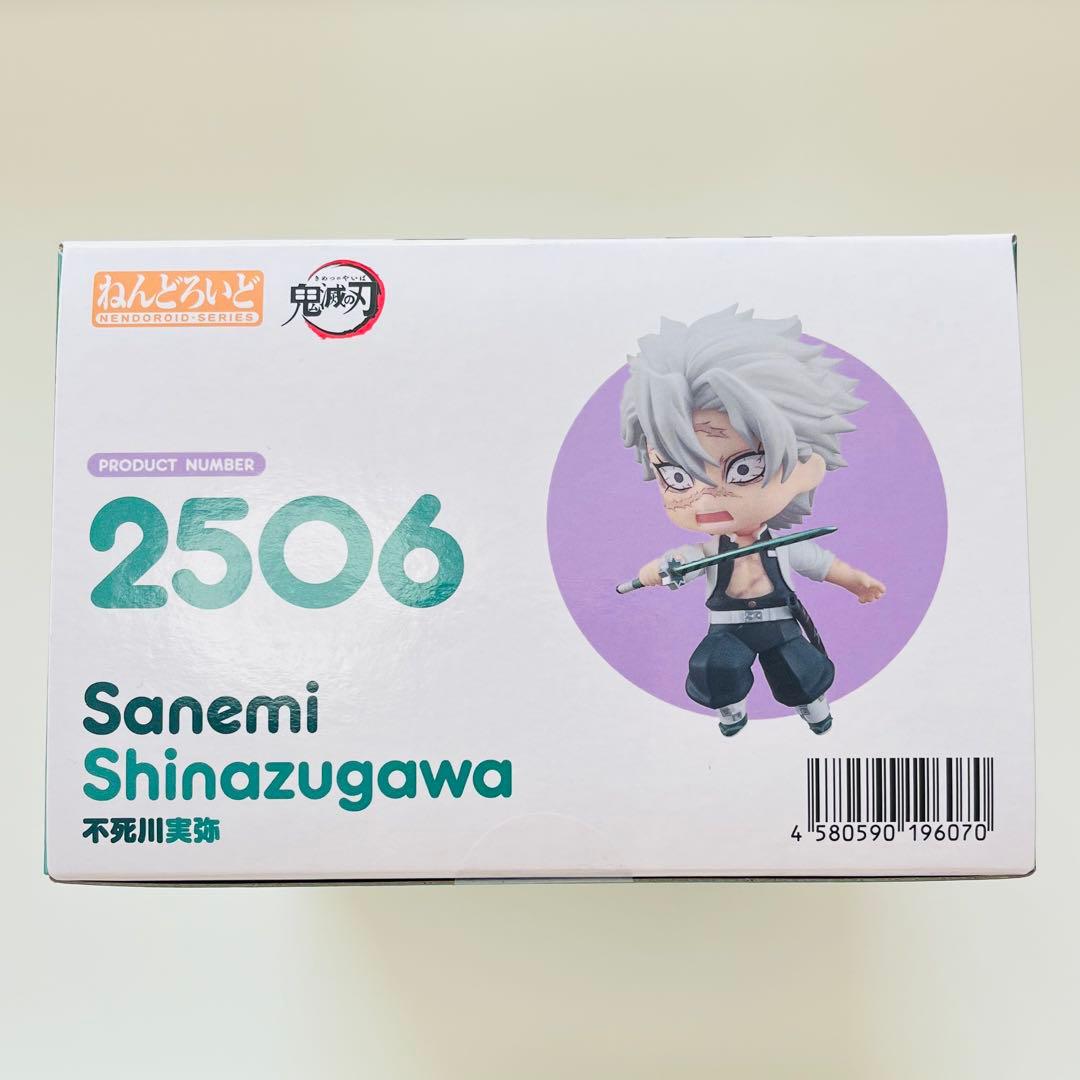 ねんどろいど
NENDOROID-SERIES
きめつのやいば
鬼滅の刃
PRODUCT NUMBER
2506
Sanemi
Shinazugawa
不死川実弥
4 580590 196070